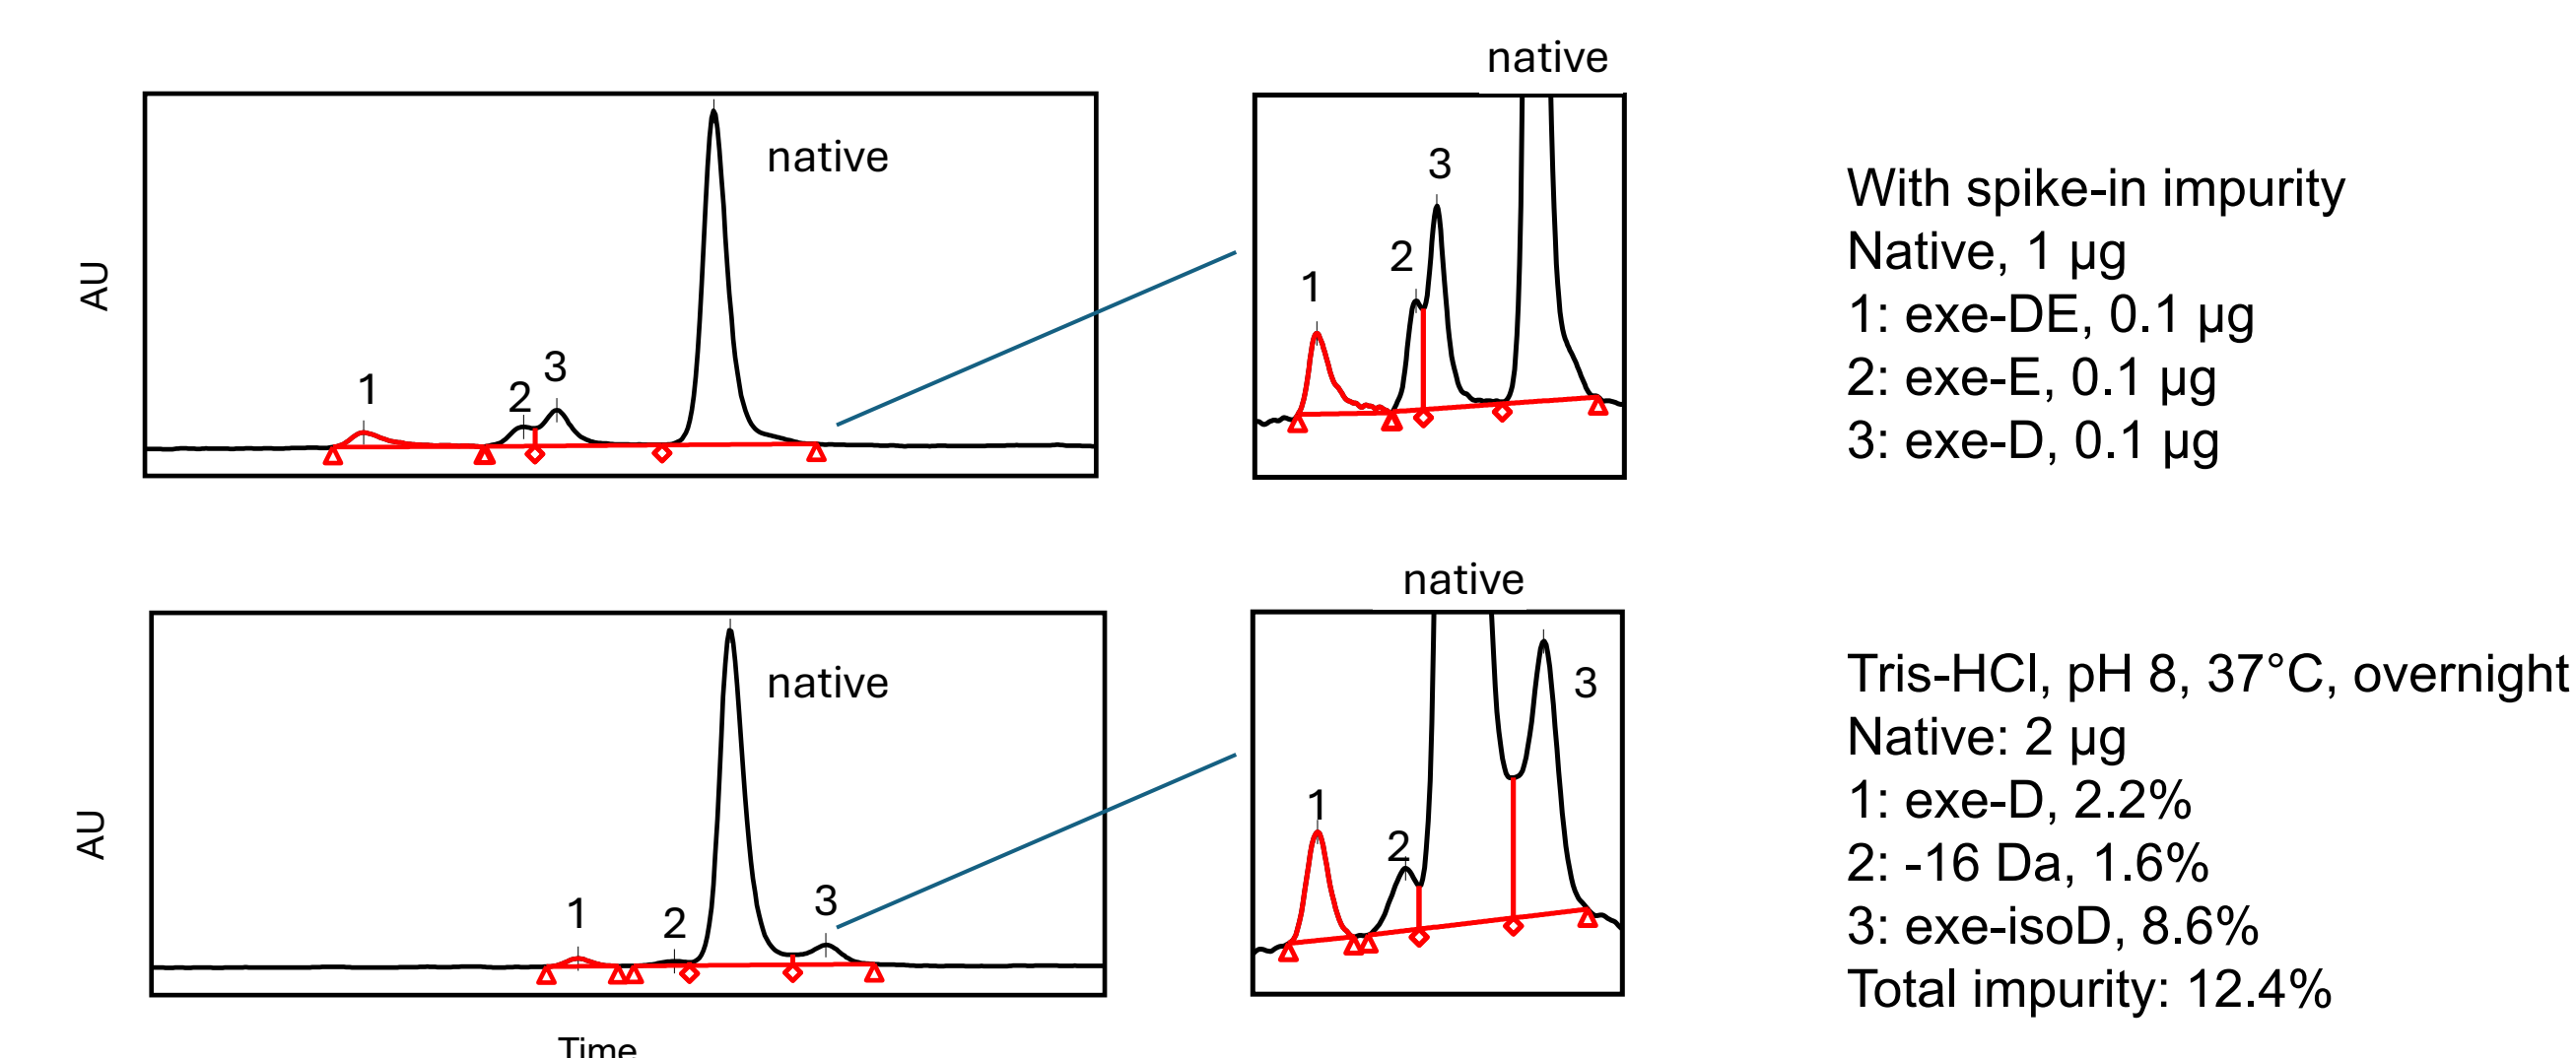 native
AU
1
2
3
native
1
2
3
With spike-in impurity
Native, 1 µg
1: exe-DE, 0.1 µg
2: exe-E, 0.1 µg
3: exe-D, 0.1 µg
native
AU
1
2
3
native
1
2
3
Tris-HCl, pH 8, 37°C, overnight
Native: 2 µg
1: exe-D, 2.2%
2: -16 Da, 1.6%
3: exe-isoD, 8.6%
Total impurity: 12.4%
Time